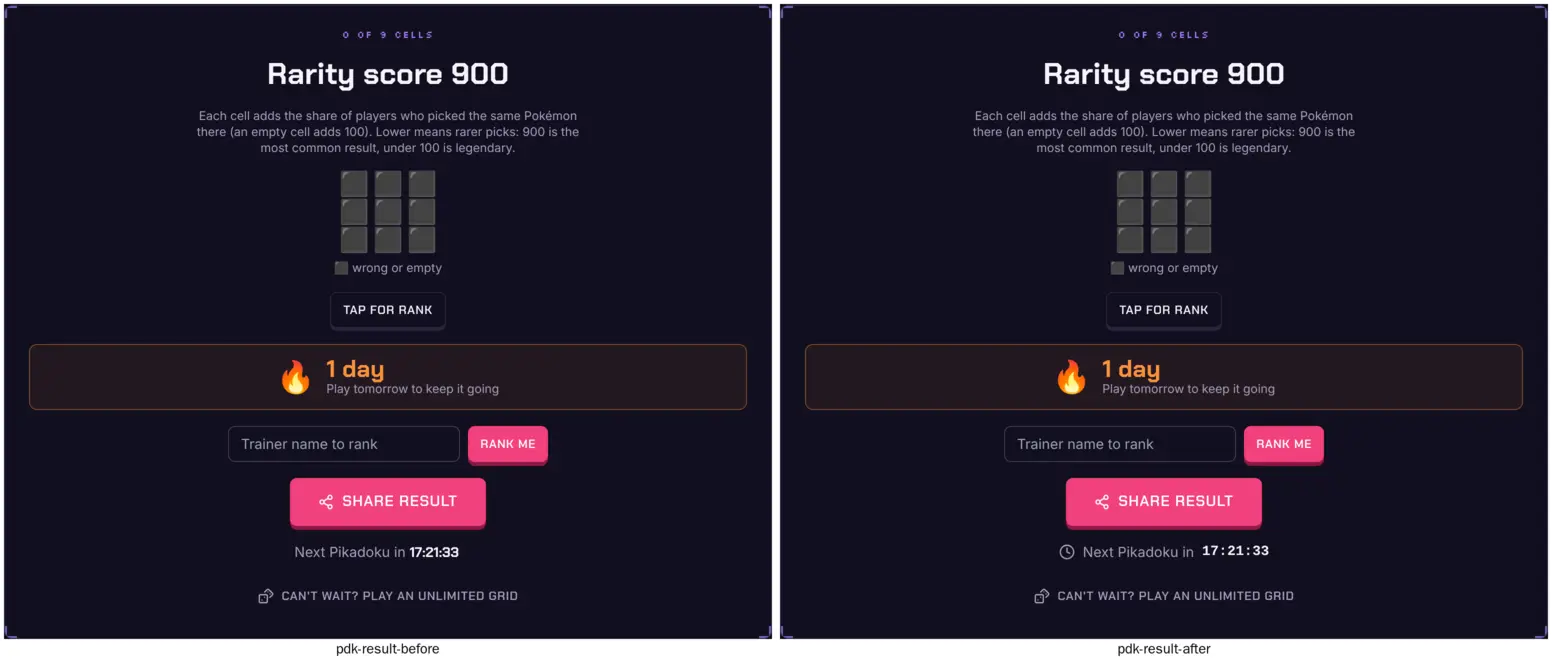 0 OF 9 CELLS
Rarity score 900
Each cell adds the share of players who picked the same Pokémon
there (an empty cell adds 100). Lower means rarer picks: 900 is the
most common result, under 100 is legendary.
wrong or empty
TAP FOR RANK
1 day
Play tomorrow to keep it going
Trainer name to rank
RANK ME
SHARE RESULT
Next Pikadoku in 17:21:33
CAN'T WAIT? PLAY AN UNLIMITED GRID
pdk-result-before
0 OF 9 CELLS
Rarity score 900
Each cell adds the share of players who picked the same Pokémon
there (an empty cell adds 100). Lower means rarer picks: 900 is the
most common result, under 100 is legendary.
wrong or empty
TAP FOR RANK
1 day
Play tomorrow to keep it going
Trainer name to rank
RANK ME
SHARE RESULT
Next Pikadoku in 17:21:33
CAN'T WAIT? PLAY AN UNLIMITED GRID
pdk-result-after